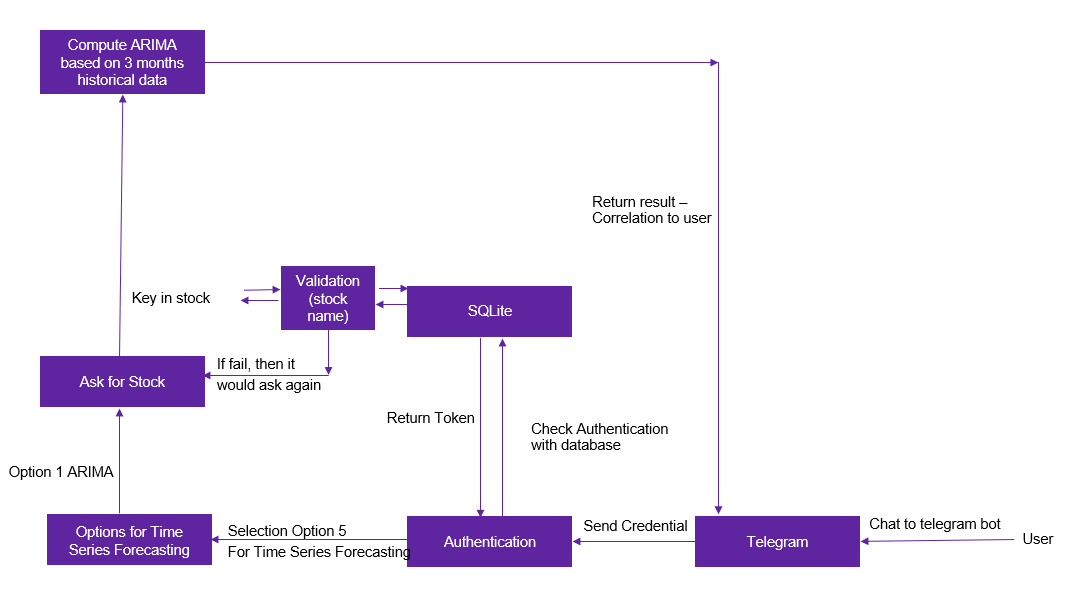 Compute ARIMA
based on 3 months
historical data
Return result –
Correlation to user
Validation
(stock
name)
Key in stock
SQLite
If fail, then it
would ask again
Ask for Stock
Return Token
Check Authentication
with database
Option 1 ARIMA
Options for Time
Series Forecasting
Selection Option 5
For Time Series Forecasting
Authentication
Send Credential
Telegram
Chat to telegram bot
User